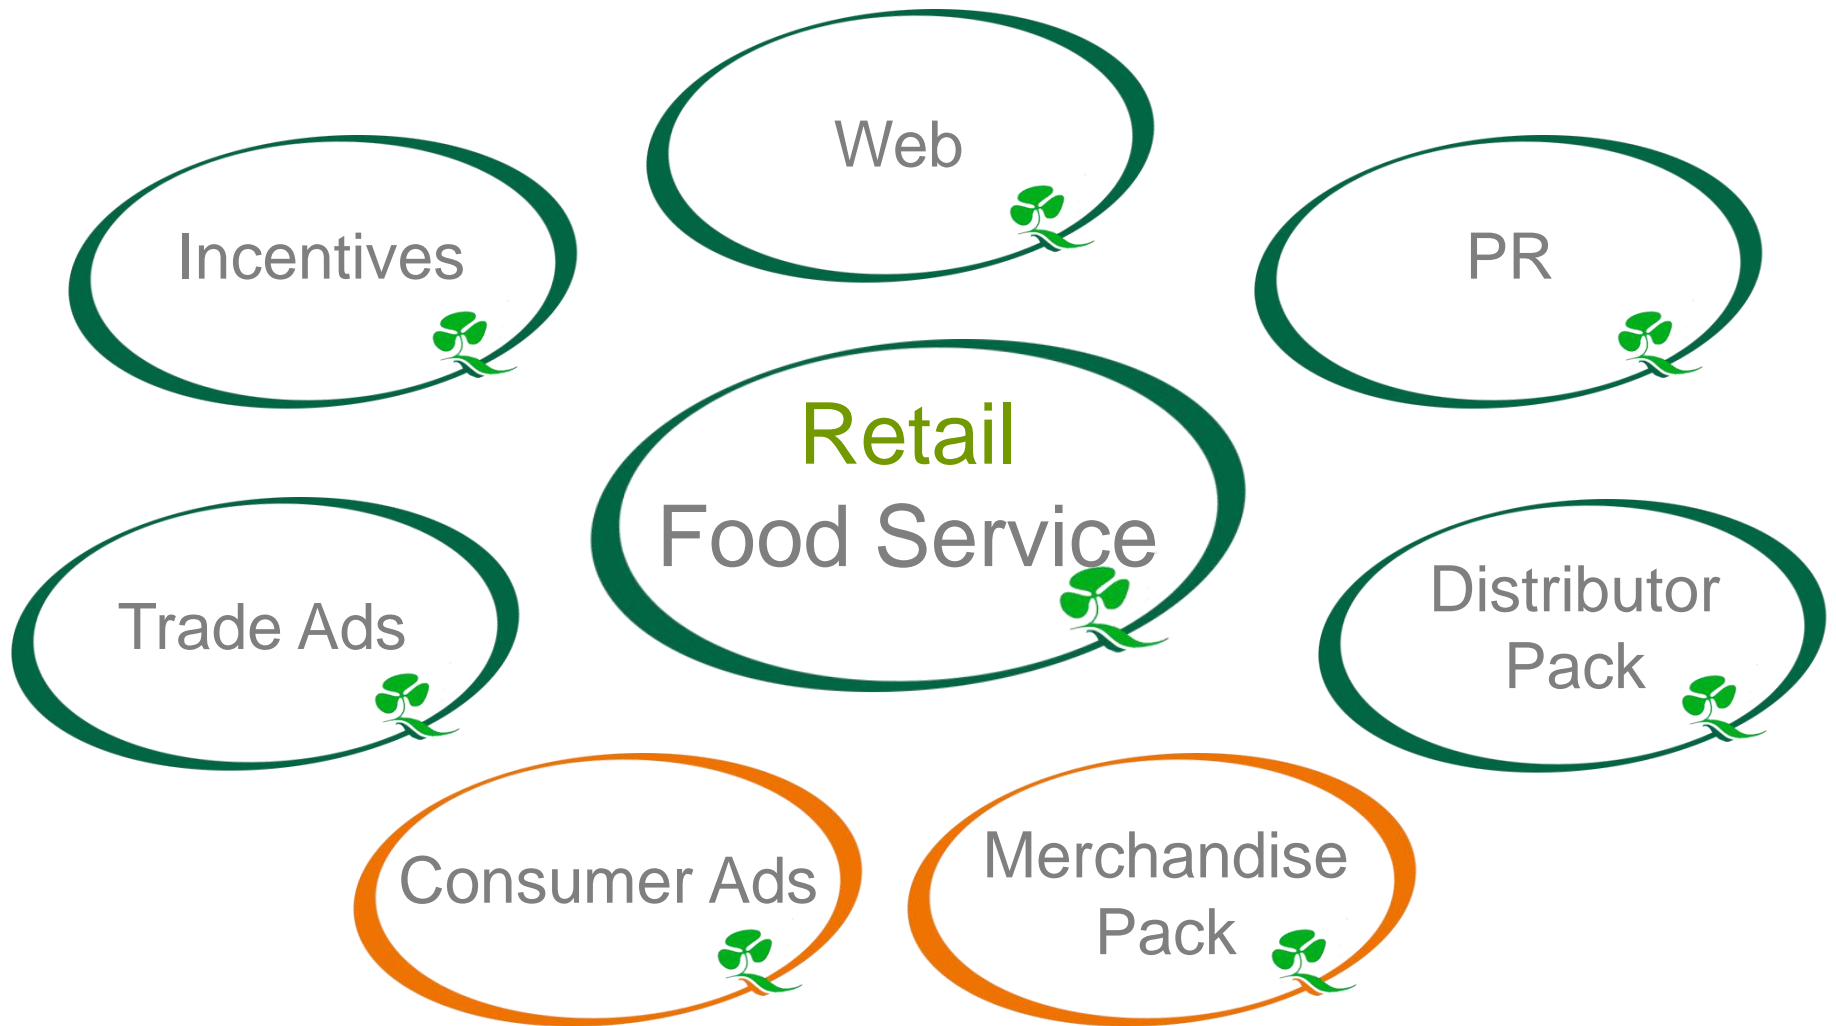 Web
Incentives
PR
Retail
Food Service
Trade Ads
Distributor
Pack
Consumer Ads
Merchandise
Pack